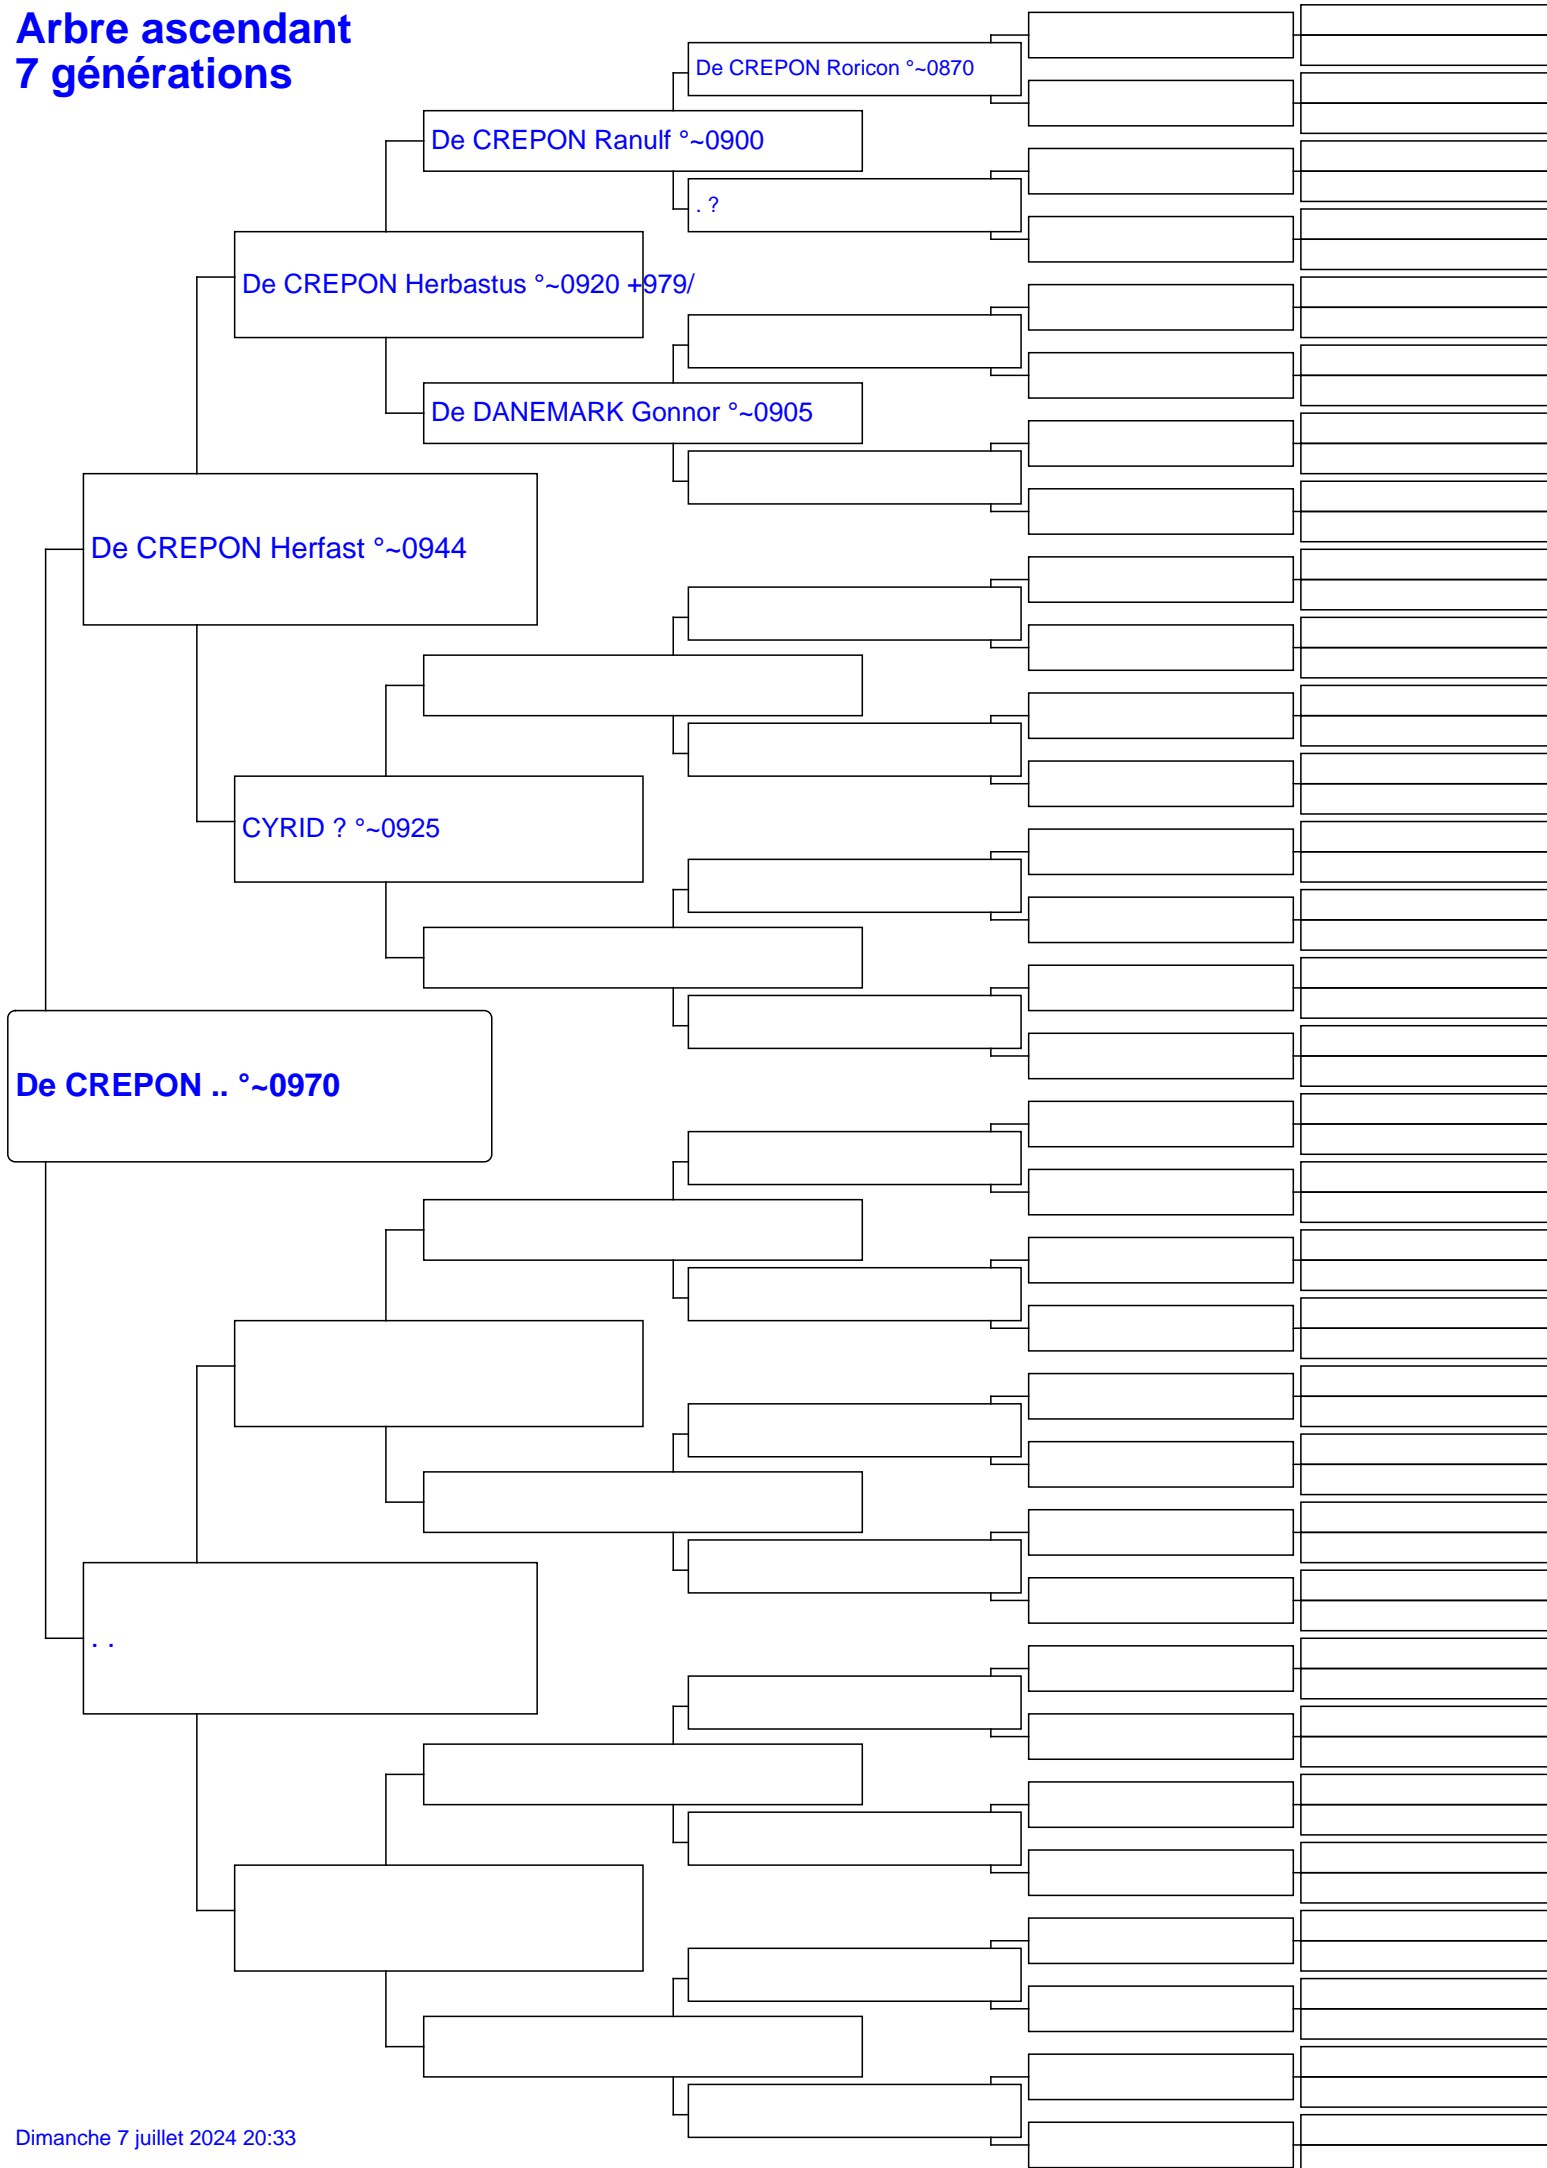 Arbre ascendant
7 générations
De CREPON Roricon °~0870
De CREPON Ranulf °~0900
. ?
De CREPON Herbastus °~0920 +979/
De DANEMARK Gonnor °~0905
De CREPON Herfast °~0944
CYRID ? °~0925
De CREPON .. °~0970
. .
Dimanche 7 juillet 2024 20:33